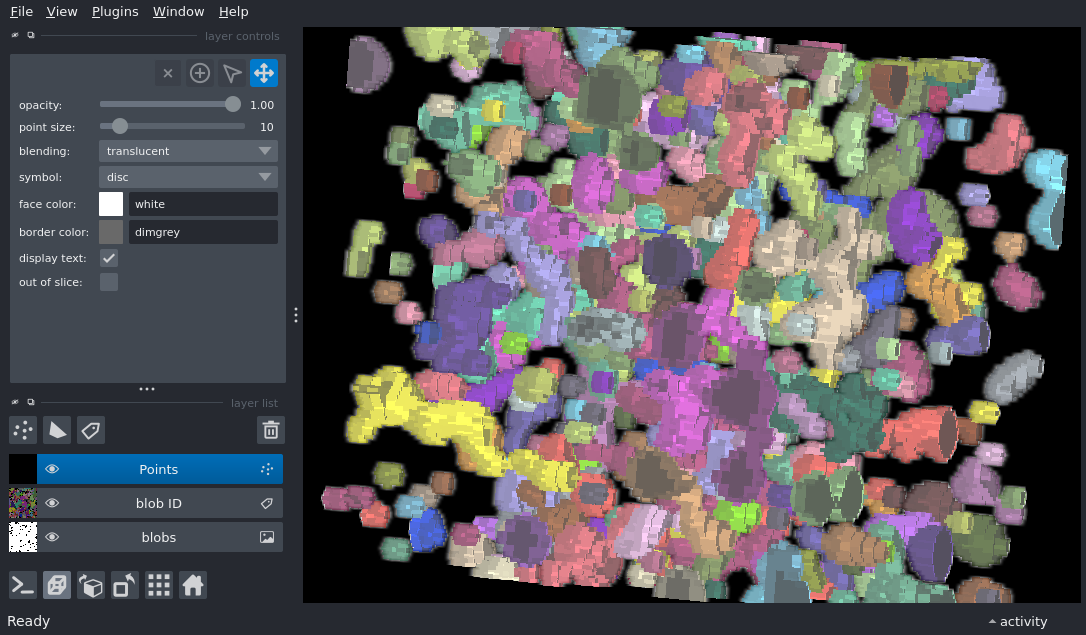 File View Plugins Window Help
layer controls
opacity: 1.00
point size: 10
blending: translucent
symbol: disc
face color: white
border color: dimgrey
display text:
out of slice:
layer list
Points
blob ID
blobs
Ready activity